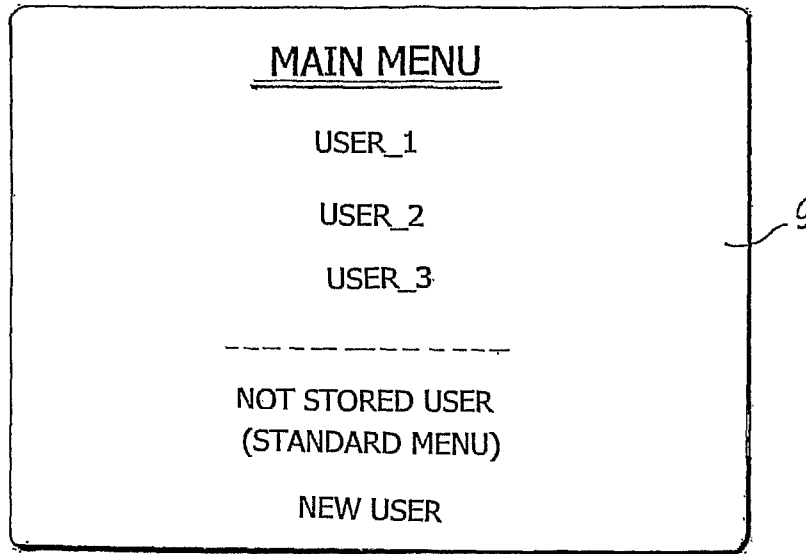 MAIN MENU
USER_1
USER_2
USER_3
NOT STORED USER
(STANDARD MENU)
NEW USER
9